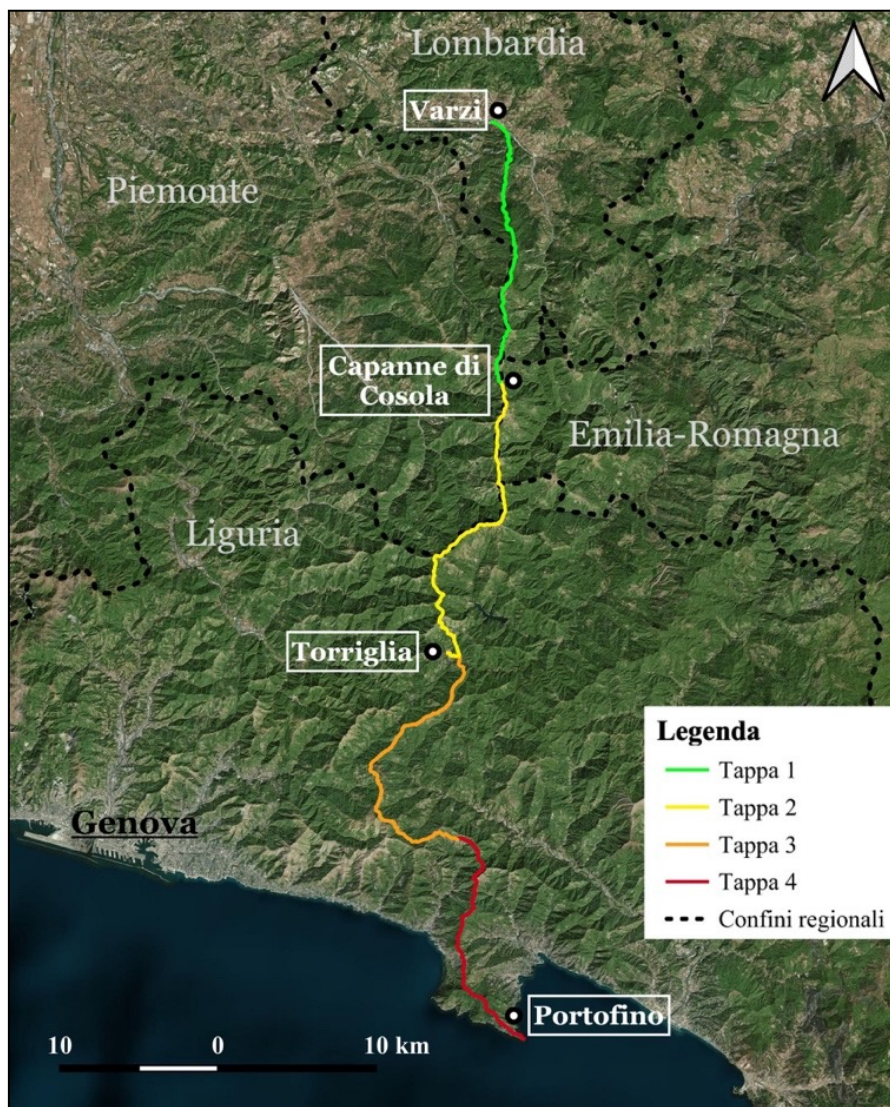 Lombardia
Varzi
Piemonte
Capanne di
Cosola
Emilia-Romagna
Liguria
Torriglia
Legenda
Tappa 1
Tappa 2
Tappa 3
Tappa 4
Confini regionali
Genova
Portofino
10 0 10 km